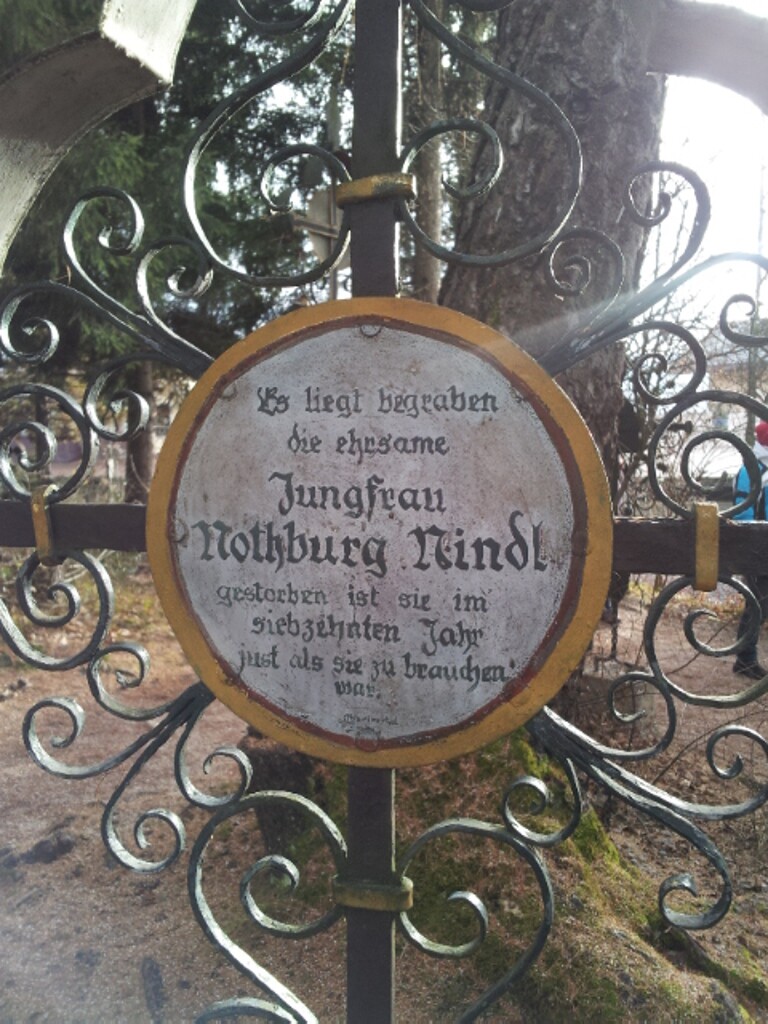 Es liegt begraben
die ehrsame
Jungfrau
Nothburg Nindl
gestorben ist sie im
siebzehnten Jahr
just als sie zu brauchen
war.